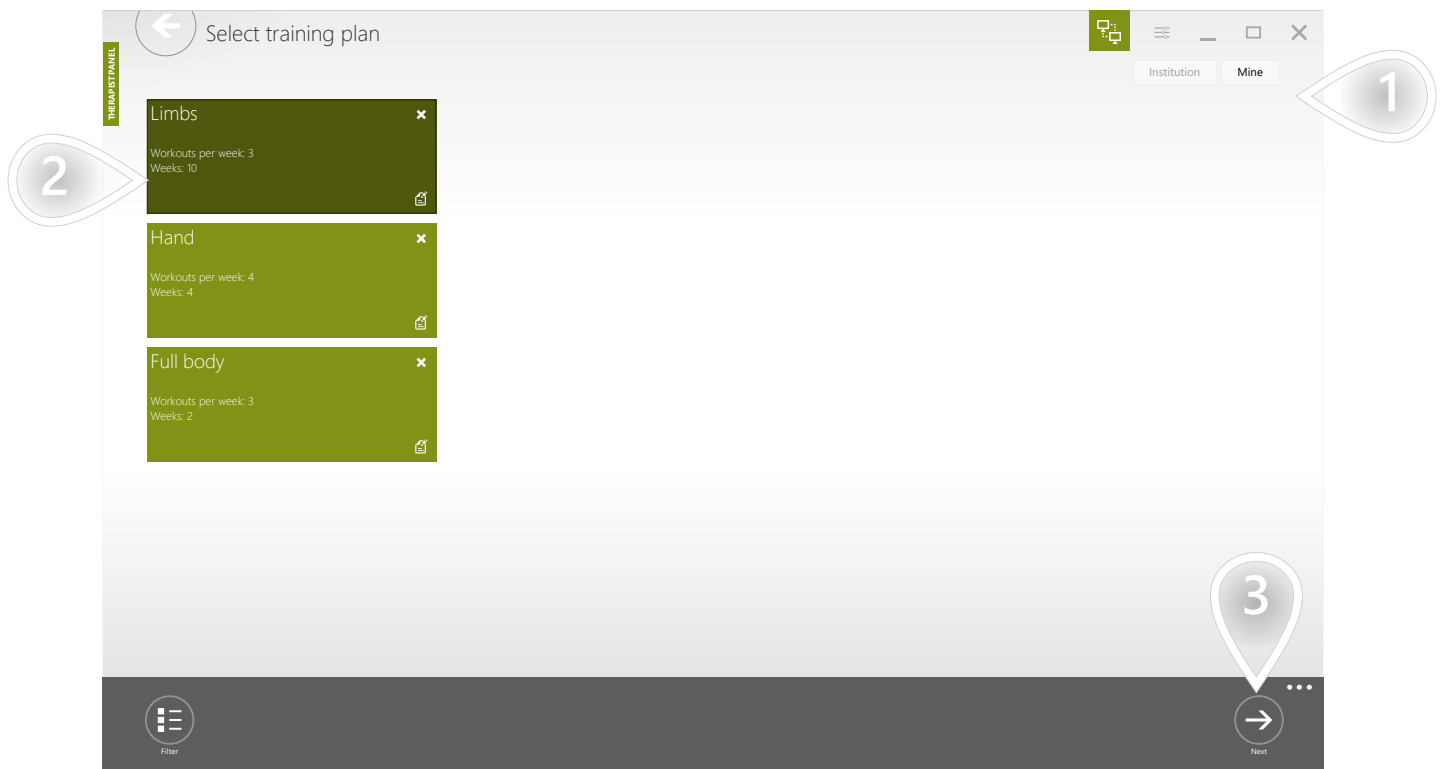 Select training plan
THERAPIST PANEL
Institution
Mine
1
Limbs
Workouts per week: 3
Weeks: 10
2
Hand
Workouts per week: 4
Weeks: 4
Full body
Workouts per week: 3
Weeks: 2
3
Filter
Next